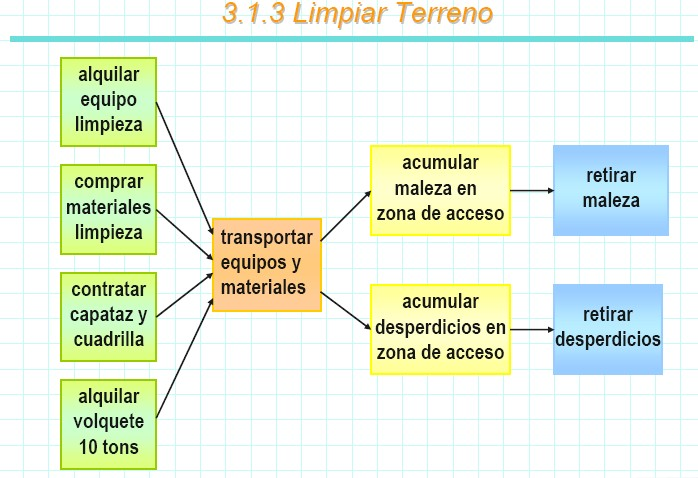 3.1.3 Limpiar Terreno
alquilar
equipo
limpieza
comprar
materiales
limpieza
contratar
capataz y
cuadrilla
alquilar
volquete
10 tons
transportar
equipos y
materiales
acumular
maleza en
zona de acceso
acumular
desperdicios en
zona de acceso
retirar
maleza
retirar
desperdicios